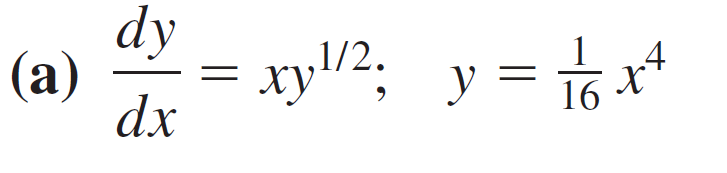 (a) dy/dx = xy^{1/2}; y = 1/16 x^4